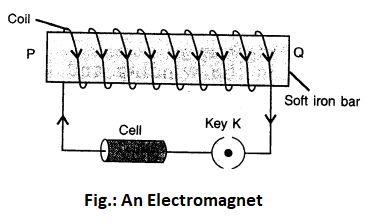 Coil
P
Q
Soft iron bar
Cell
Key K
Fig.: An Electromagnet